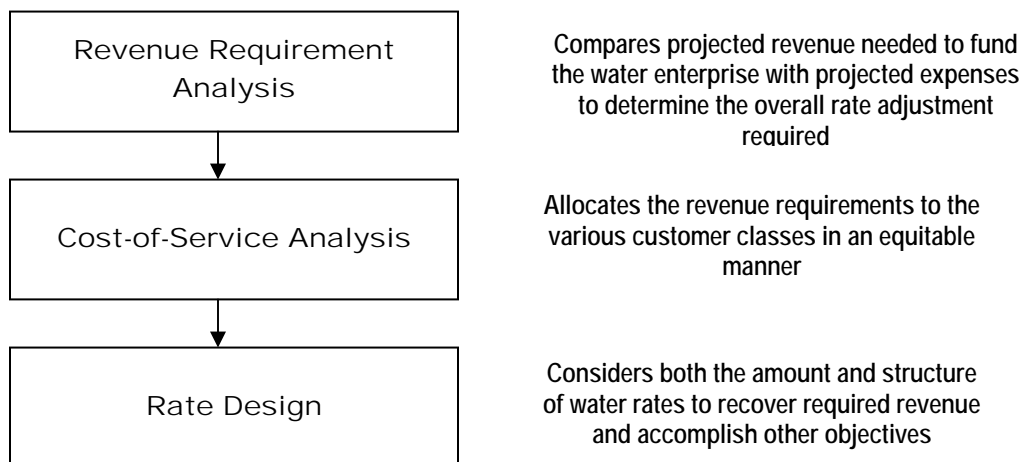 Revenue Requirement
Analysis
Compares projected revenue needed to fund
the water enterprise with projected expenses
to determine the overall rate adjustment
required
Cost-of-Service Analysis
Allocates the revenue requirements to the
various customer classes in an equitable
manner
Rate Design
Considers both the amount and structure
of water rates to recover required revenue
and accomplish other objectives